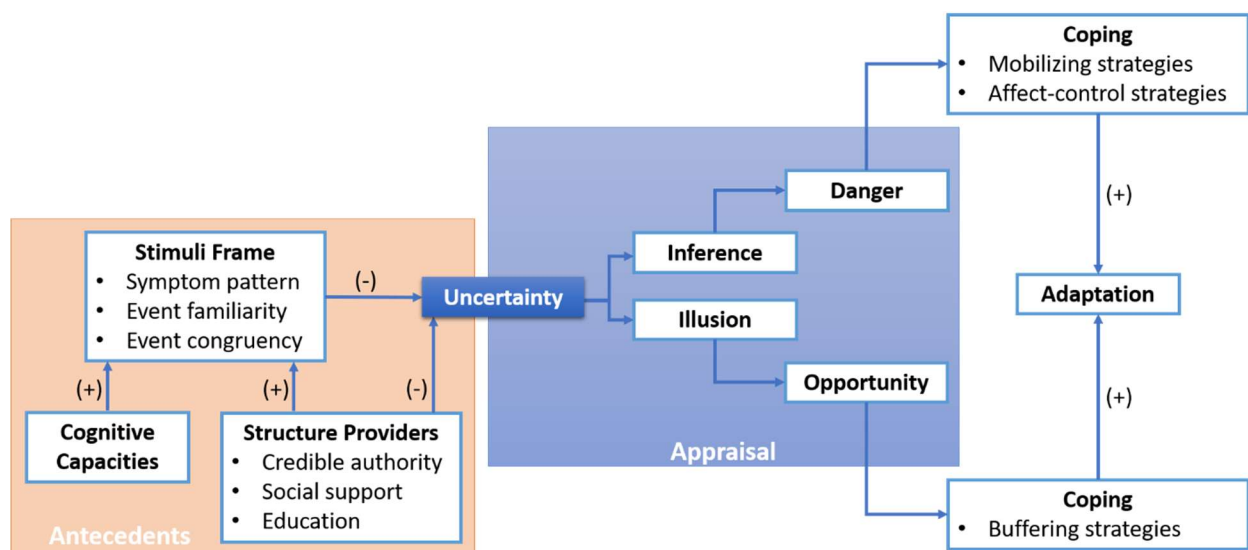 Coping
• Mobilizing strategies
• Affect-control strategies
Danger
(+)
Stimuli Frame
• Symptom pattern
• Event familiarity
• Event congruency
(-)
Uncertainty
Inference
Illusion
Adaptation
Opportunity
(+)
(+)
(-)
(+)
Cognitive
Capacities
Structure Providers
• Credible authority
• Social support
• Education
Appraisal
Antecedents
Coping
• Buffering strategies